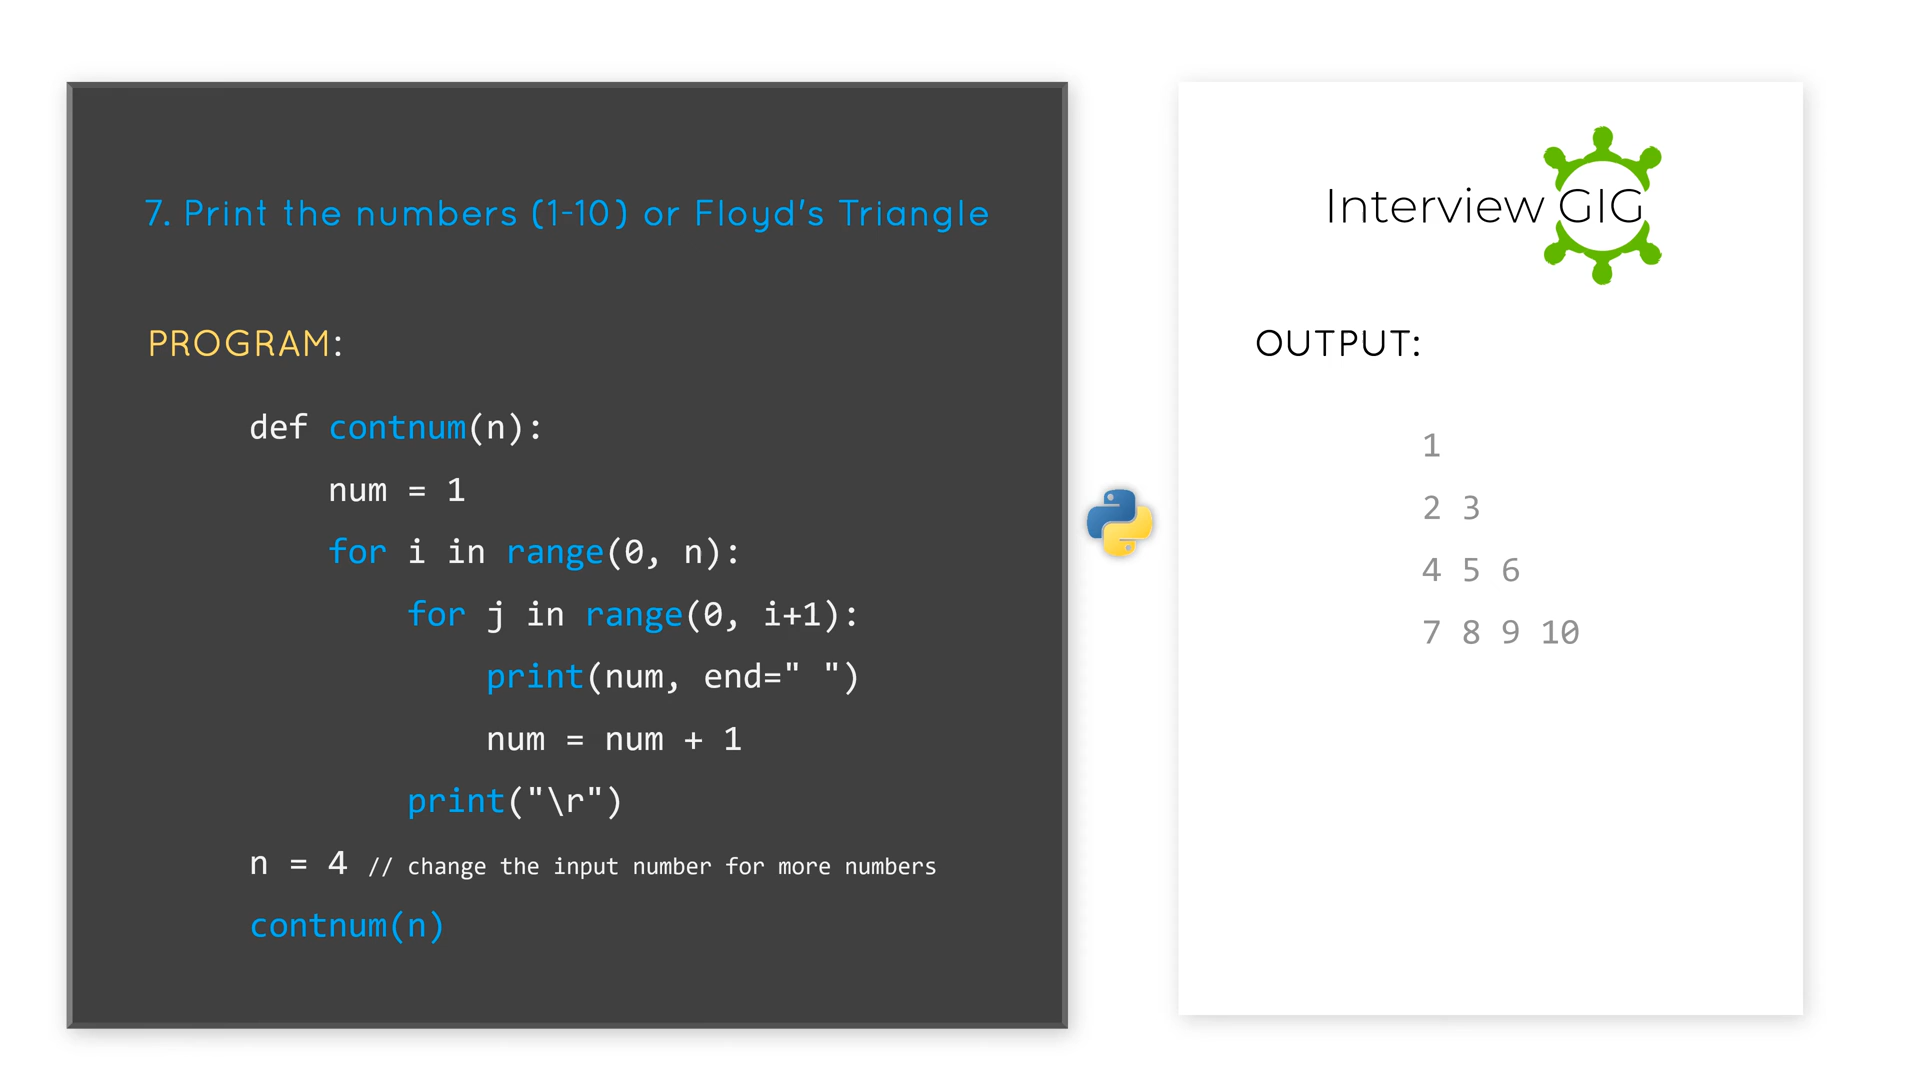 7. Print the numbers (1-10) or Floyd's Triangle
PROGRAM:
def contnum(n):
    num = 1
    for i in range(0, n):
        for j in range(0, i+1):
            print(num, end=" ")
            num = num + 1
        print("\r")
n = 4 // change the input number for more numbers
contnum(n)
Interview GIG
OUTPUT:
1
2 3
4 5 6
7 8 9 10